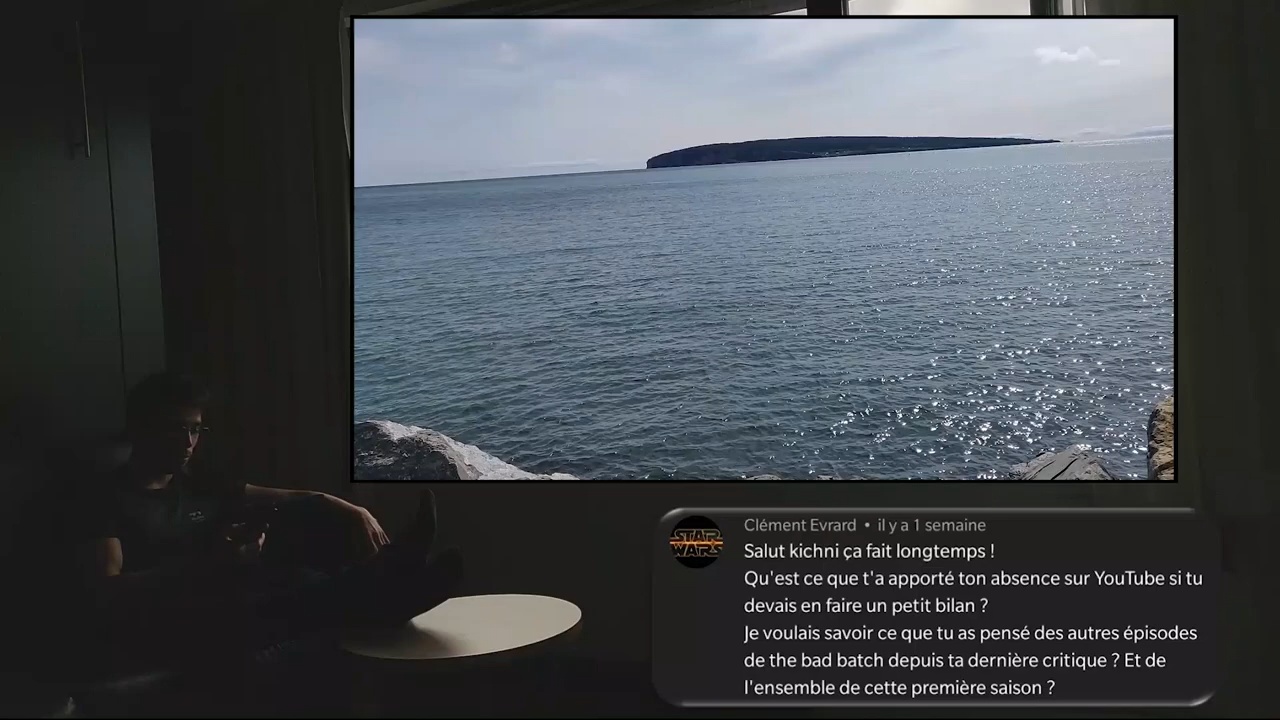 STAR
WARS
Clément Evrard • il y a 1 semaine
Salut kichni ça fait longtemps !
Qu'est ce que t'a apporté ton absence sur YouTube si tu
devais en faire un petit bilan ?
Je voulais savoir ce que tu as pensé des autres épisodes
de the bad batch depuis ta dernière critique ? Et de
l'ensemble de cette première saison ?